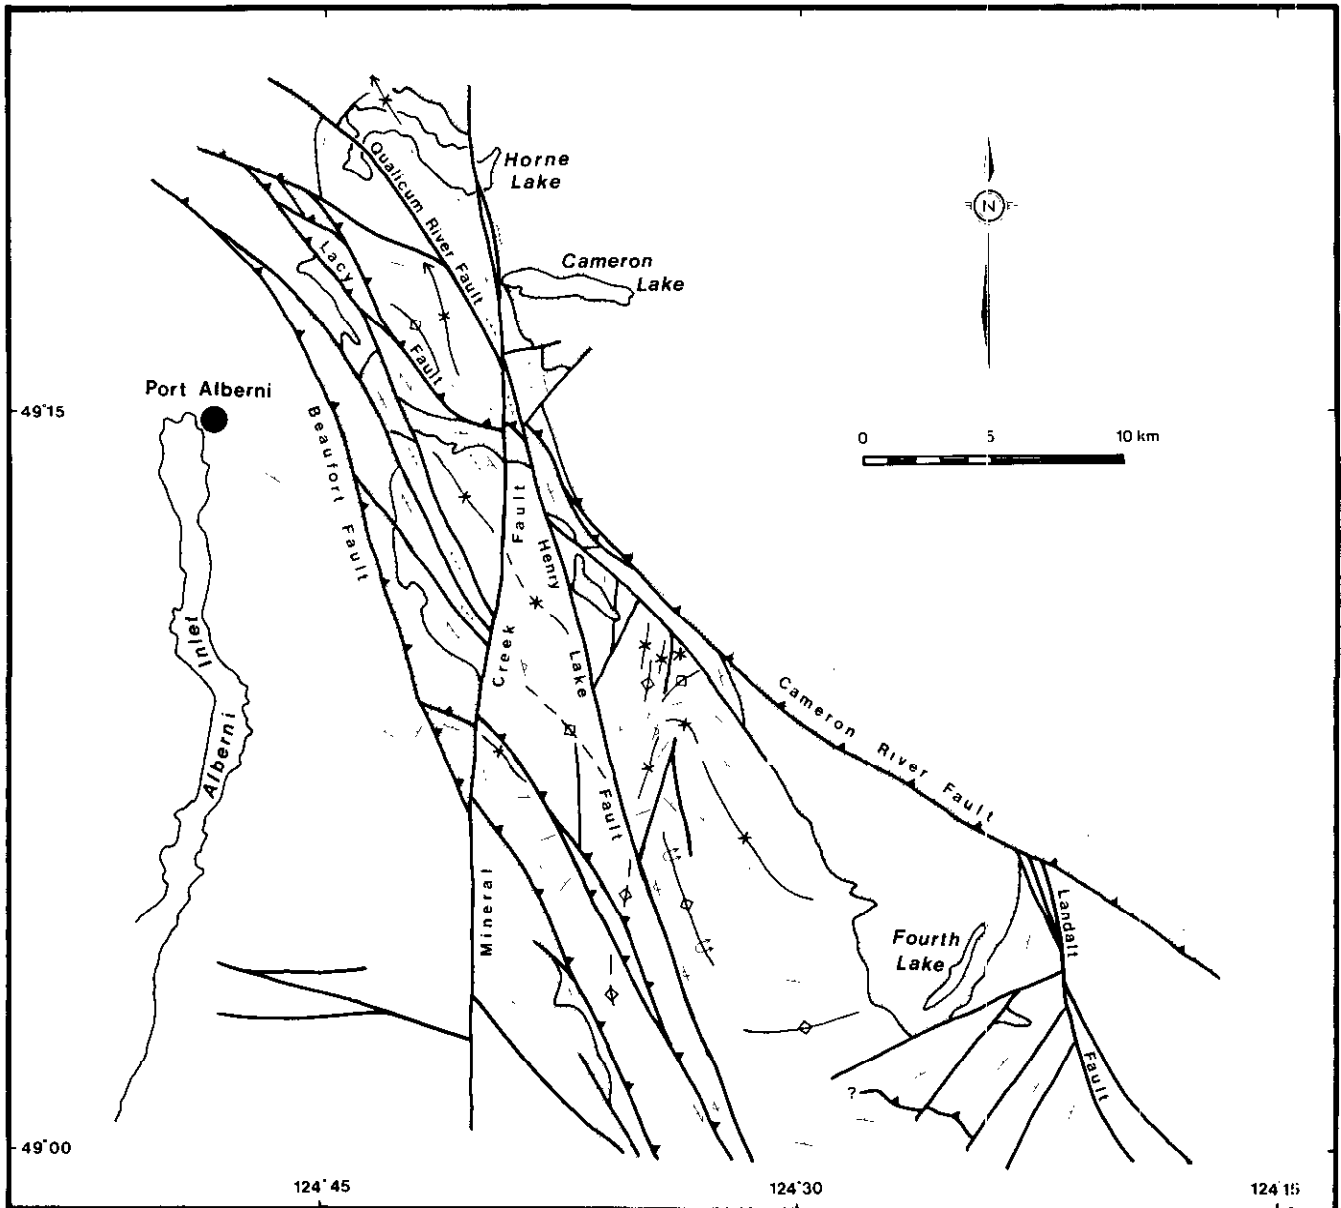 Horne
Lake
N
Qualicum River Fault
Cameron
Lake
Lacy
Fault
Port Alberni
49°15
0 5 10 km
Beaufort Fault
Fault
Henry
Inlet
Creek
Lake
Cameron River Fault
Alberni
Fault
Mineral
Landalt
Fourth
Lake
Fault
?
49°00
124°45
124°30
124°15